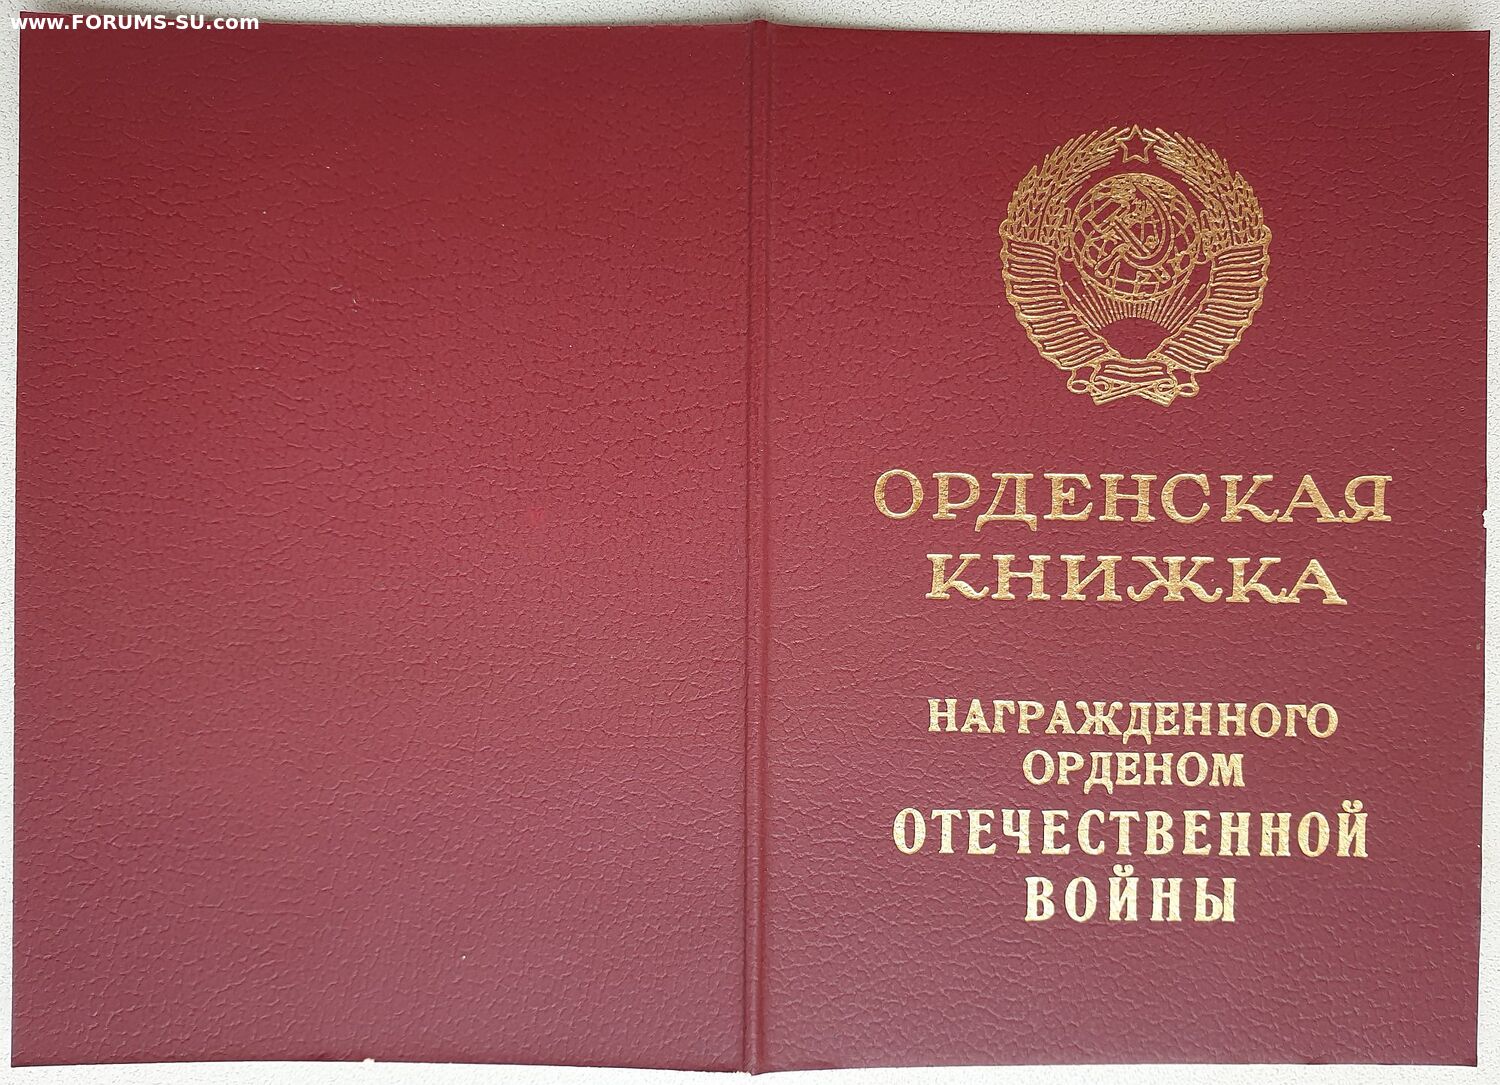 www.FORUMS-SU.com
ОРДЕНСКАЯ
КНИЖКА
НАГРАЖДЕННОГО
ОРДЕНОМ
ОТЕЧЕСТВЕННОЙ
ВОЙНЫ